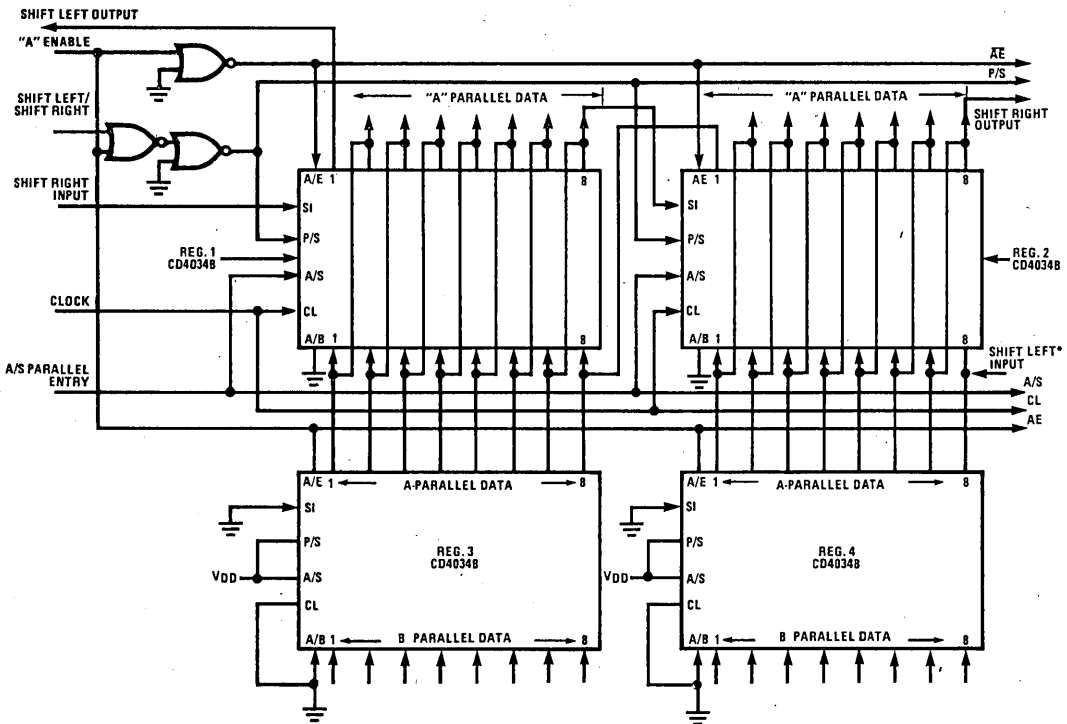 SHIFT LEFT OUTPUT
"A" ENABLE
AE
P/S
SHIFT LEFT/
SHIFT RIGHT
"A" PARALLEL DATA
"A" PARALLEL DATA
SHIFT RIGHT
OUTPUT
SHIFT RIGHT
INPUT
A/E 1 8
SI
P/S
REG. 1
CD4034B
A/S
CL
A/B 1 8
AE 1 8
SI
P/S
A/S
REG. 2
CD4034B
CL
A/B 1 8
CLOCK
A/S PARALLEL
ENTRY
SHIFT LEFT*
INPUT
A/S
CL
AE
A/E 1 A-PARALLEL DATA 8
SI
P/S
REG. 3
CD4034B
VDD
A/S
CL
A/B 1 B PARALLEL DATA 8
A/E 1 A-PARALLEL DATA 8
SI
P/S
REG. 4
CD4034B
VDD
A/S
CL
A/B 1 B PARALLEL DATA 8